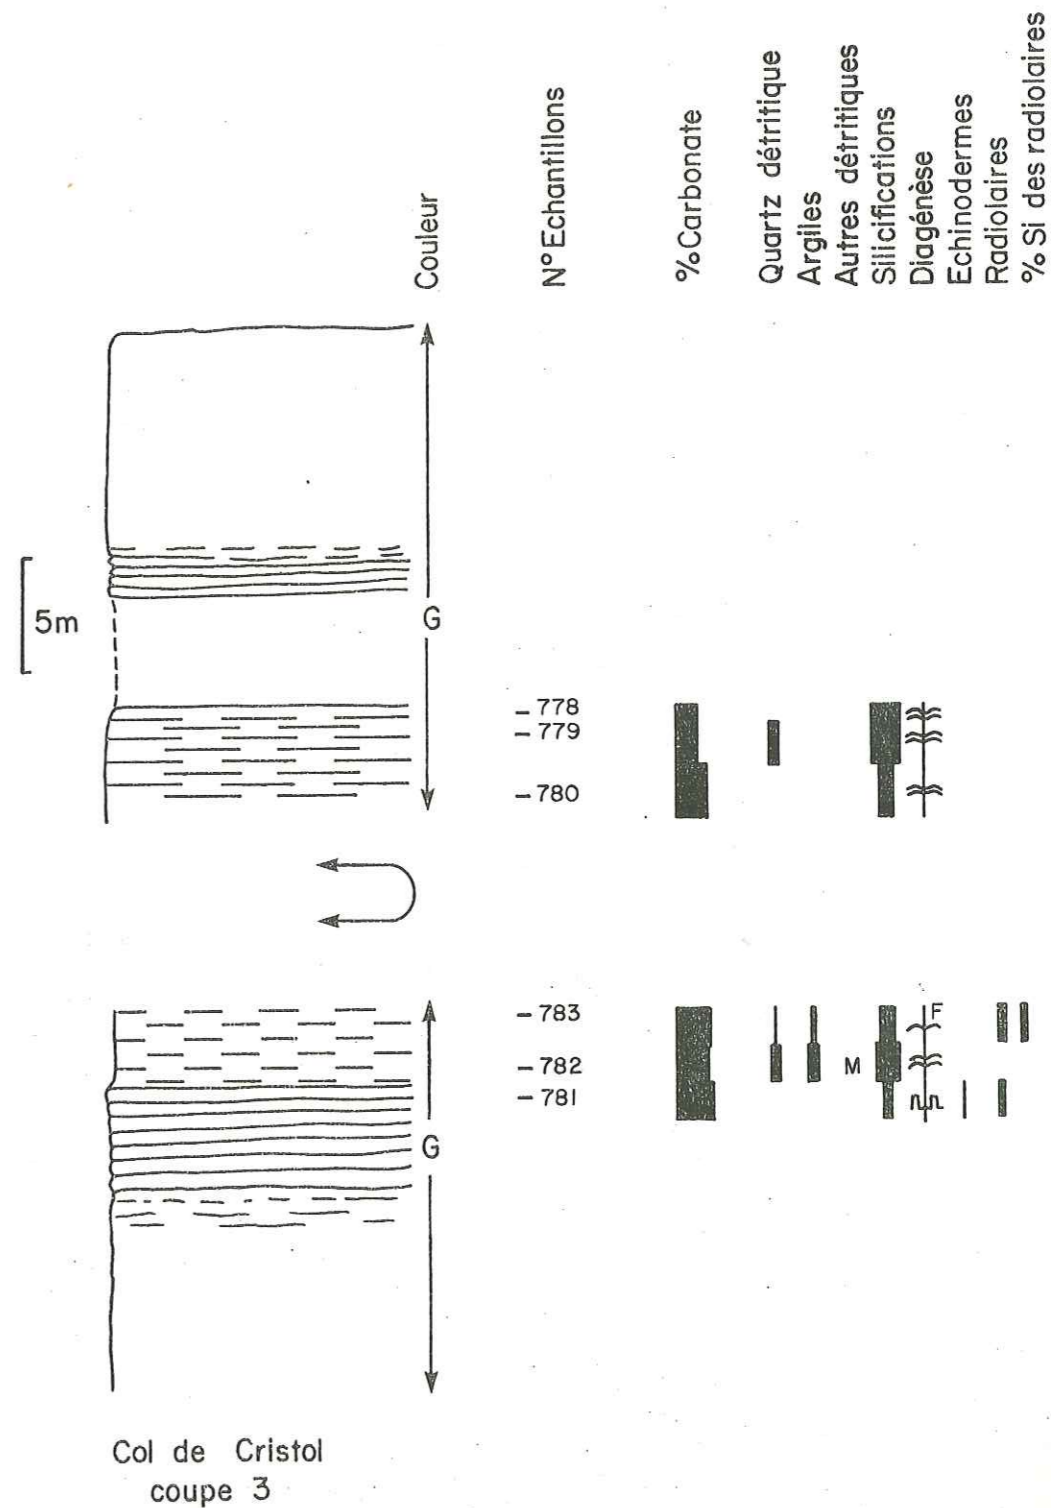 Couleur
N° Echantillons
% Carbonate
Quartz détritique
Argiles
Autres détritiques
Silicifications
Diagénèse
Echinodermes
Radiolaires
% Si des radiolaires
5m
G
– 778
– 779
– 780
– 783
F
– 782
M
– 781
G
Col de Cristol
coupe 3